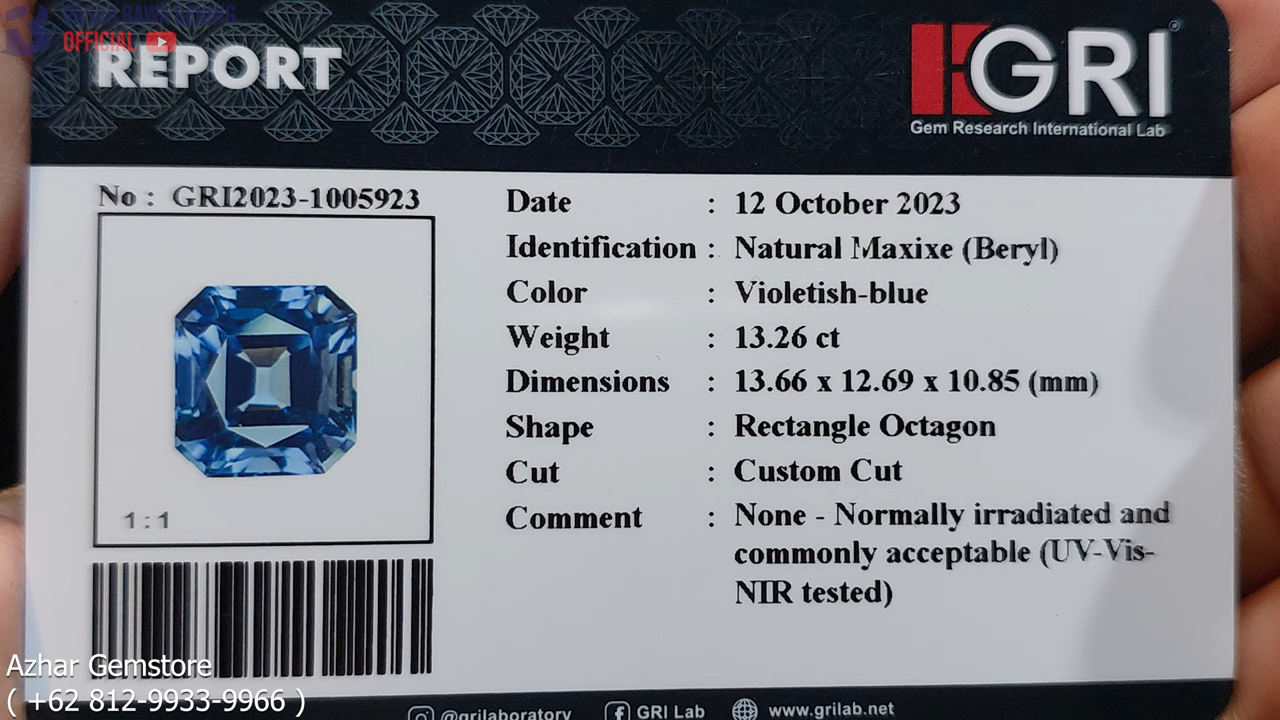 OFFICIAL
REPORT
GRI
Gem Research International Lab
No : GRI2023-1005923
1:1
Date : 12 October 2023
Identification : Natural Maxixe (Beryl)
Color : Violetish-blue
Weight : 13.26 ct
Dimensions : 13.66 x 12.69 x 10.85 (mm)
Shape : Rectangle Octagon
Cut : Custom Cut
Comment : None - Normally irradiated and
commonly acceptable (UV-Vis-
NIR tested)
Azhar Gemstore
( +62 812-9933-9966 )
@grilaboratory GRI Lab www.grilab.net